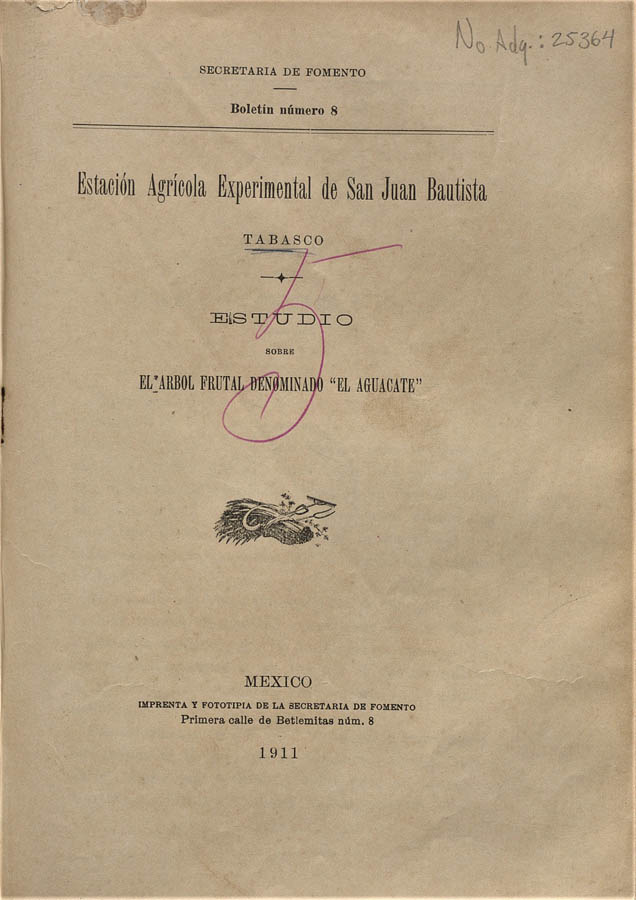 No Adq.: 25364
SECRETARIA DE FOMENTO
Boletín número 8
Estación Agrícola Experimental de San Juan Bautista
TABASCO
5
ESTUDIO
SOBRE
EL ARBOL FRUTAL DENOMINADO "EL AGUACATE"
MEXICO
IMPRENTA Y FOTOTIPIA DE LA SECRETARIA DE FOMENTO
Primera calle de Betlemitas núm. 8
1911